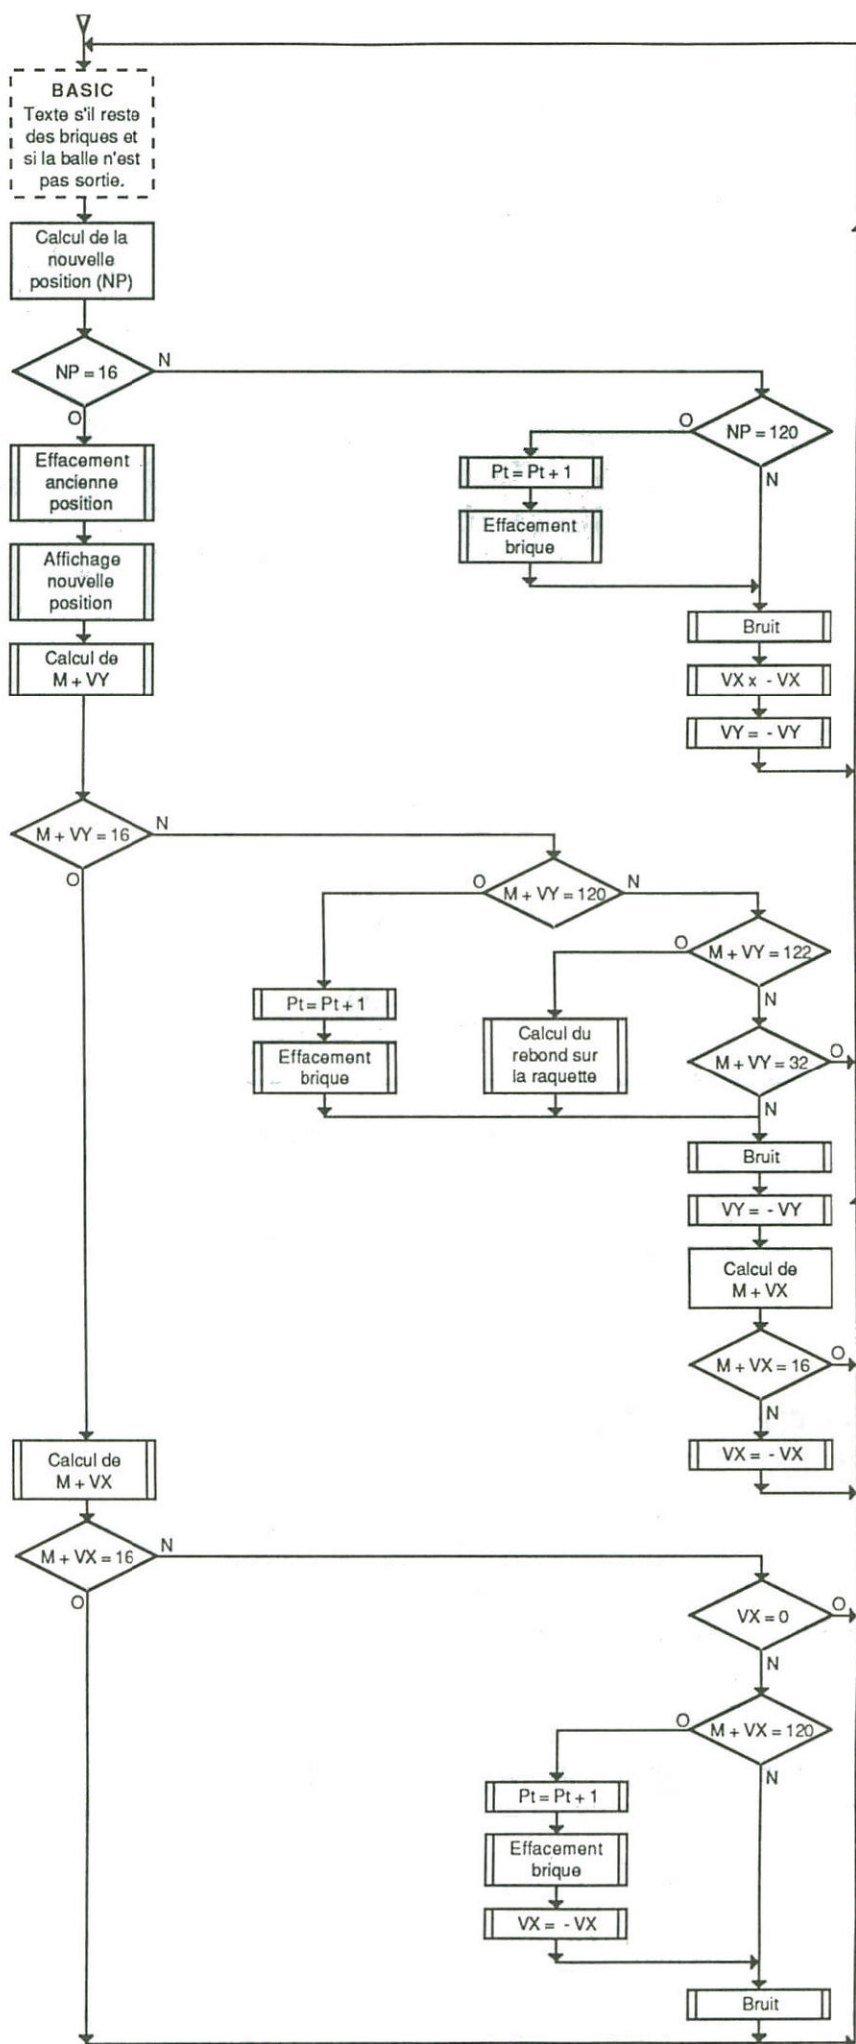 BASIC
Texte s'il reste
des briques et
si la balle n'est
pas sortie.
Calcul de la
nouvelle
position (NP)
NP = 16
N
O
Effacement
ancienne
position
Affichage
nouvelle
position
Calcul de
M + VY
NP = 120
O
N
Pt = Pt + 1
Effacement
brique
Bruit
VX x - VX
VY = - VY
M + VY = 16
N
O
M + VY = 120
O
N
M + VY = 122
O
N
Pt = Pt + 1
Effacement
brique
Calcul du
rebond sur
la raquette
M + VY = 32
O
N
Bruit
VY = - VY
Calcul de
M + VX
M + VX = 16
O
N
VX = - VX
Calcul de
M + VX
M + VX = 16
N
O
VX = 0
O
N
M + VX = 120
O
N
Pt = Pt + 1
Effacement
brique
VX = - VX
Bruit